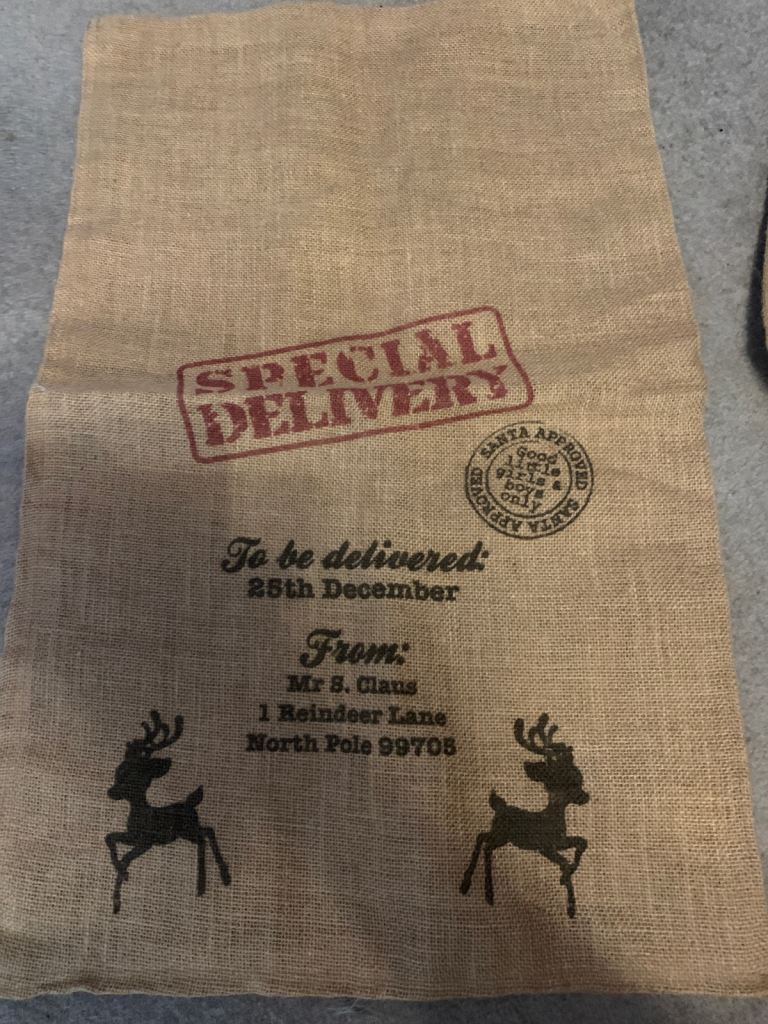 SPECIAL
DELIVERY
SANTA APPROVED SANTA APPROVED
Good
little
girls &
boys
only
To be delivered:
25th December
From:
Mr S. Claus
1 Reindeer Lane
North Pole 99705